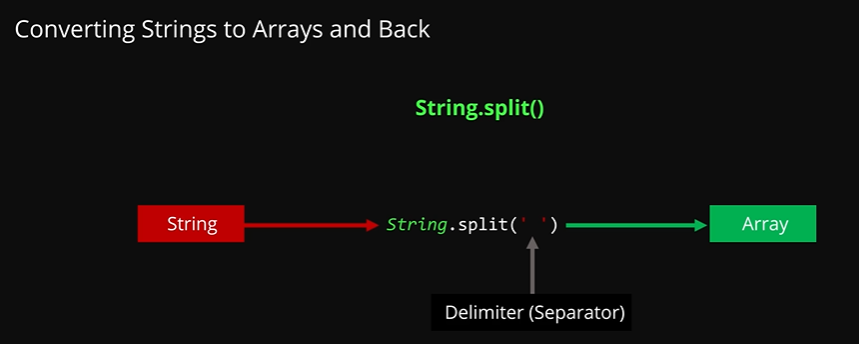 Converting Strings to Arrays and Back
String.split()
String
String.split(' ')
Array
Delimiter (Separator)